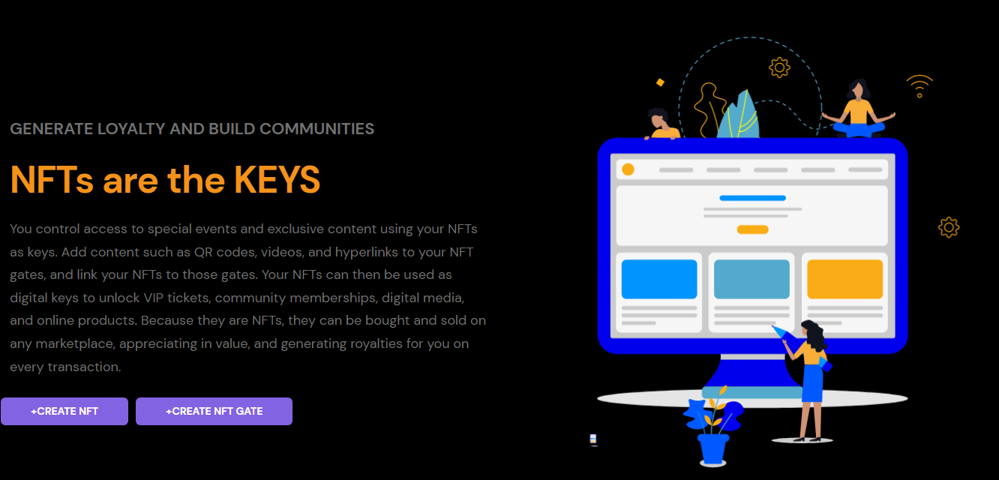 GENERATE LOYALTY AND BUILD COMMUNITIES
NFTs are the KEYS
You control access to special events and exclusive content using your NFTs
as keys. Add content such as QR codes, videos, and hyperlinks to your NFT
gates, and link your NFTs to those gates. Your NFTs can then be used as
digital keys to unlock VIP tickets, community memberships, digital media,
and online products. Because they are NFTs, they can be bought and sold on
any marketplace, appreciating in value, and generating royalties for you on
every transaction.
+CREATE NFT
+CREATE NFT GATE